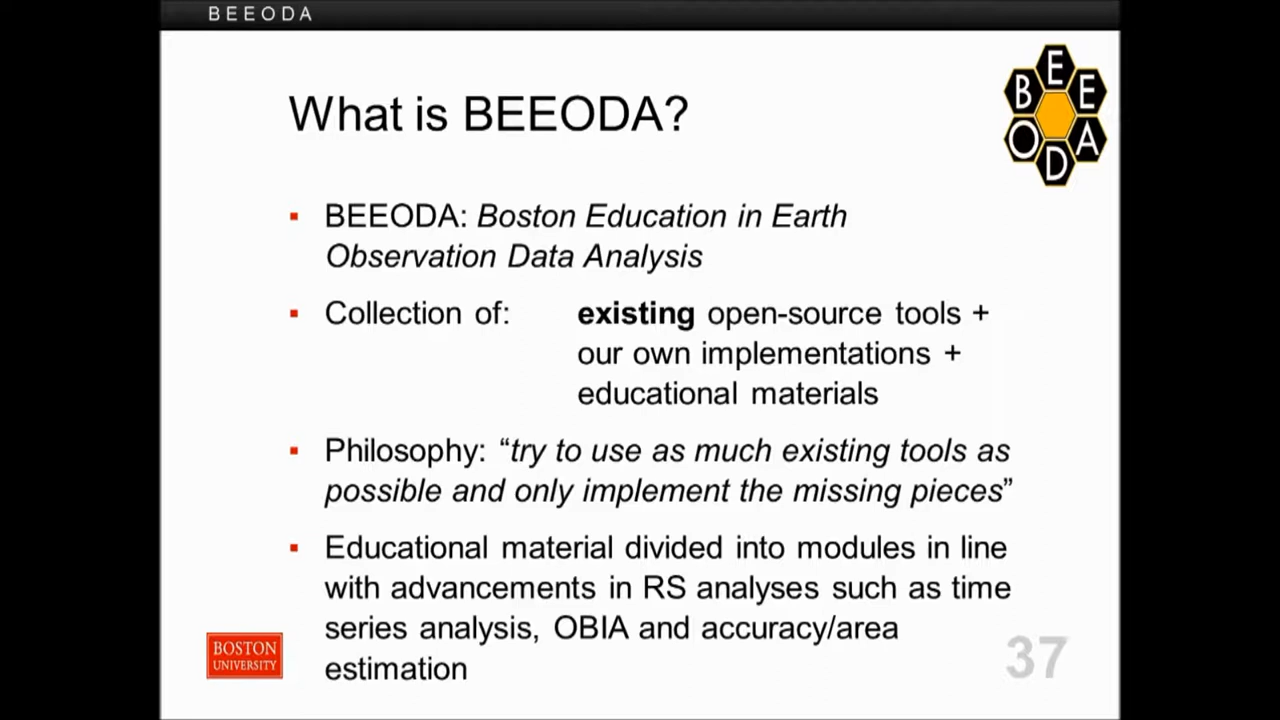 BEEODA
What is BEEODA?
B E E O D A
▪ BEEODA: Boston Education in Earth
Observation Data Analysis
▪ Collection of: existing open-source tools +
our own implementations +
educational materials
▪ Philosophy: “try to use as much existing tools as
possible and only implement the missing pieces”
▪ Educational material divided into modules in line
with advancements in RS analyses such as time
series analysis, OBIA and accuracy/area
estimation
BOSTON
UNIVERSITY
37